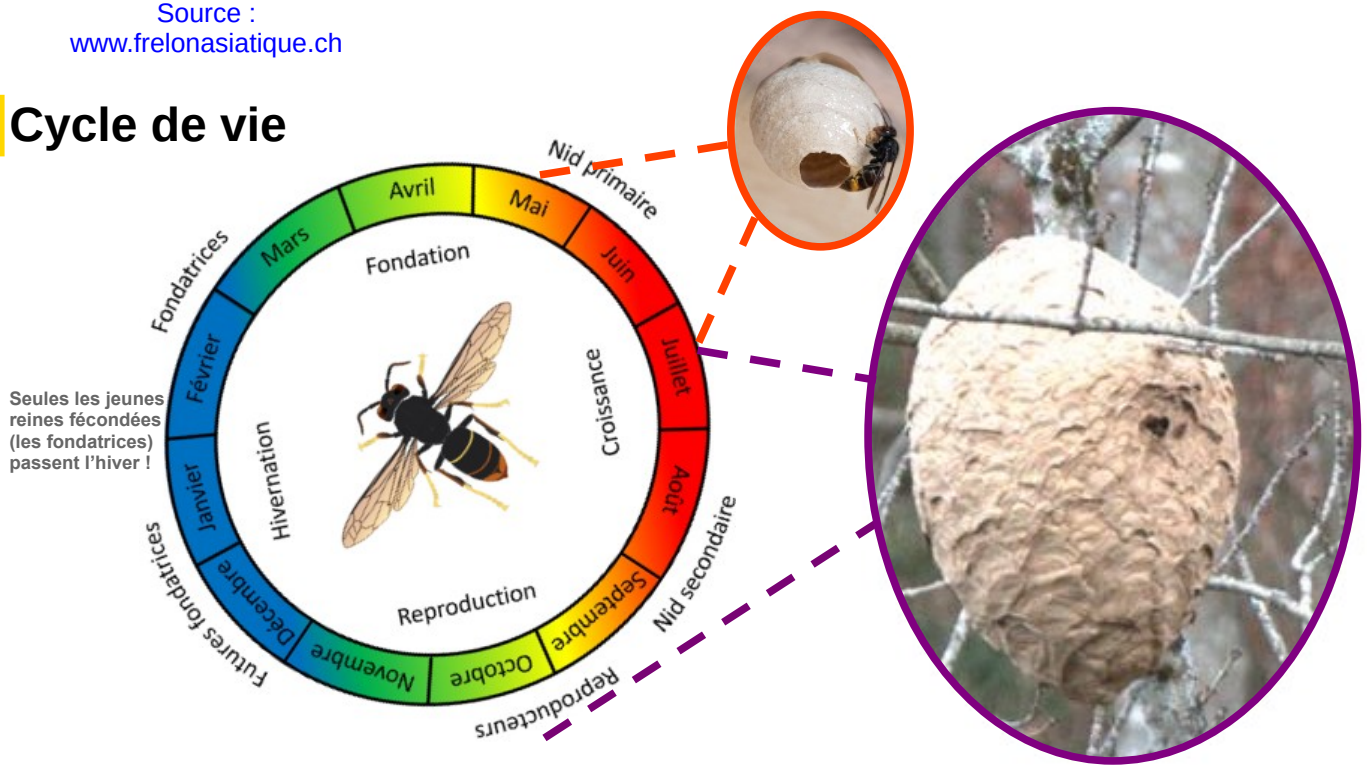 Source :
www.frelonasiatique.ch
Cycle de vie
Nid primaire
Avril
Mai
Mars
Juin
Fondation
Fondatrices
Février
Juillet
Croissance
Seules les jeunes
reines fécondées
(les fondatrices)
passent l'hiver !
Hivernation
Janvier
Août
Nid secondaire
Futures fondatrices
Décembre
Septembre
Reproduction
Novembre
Octobre
Reproducteurs